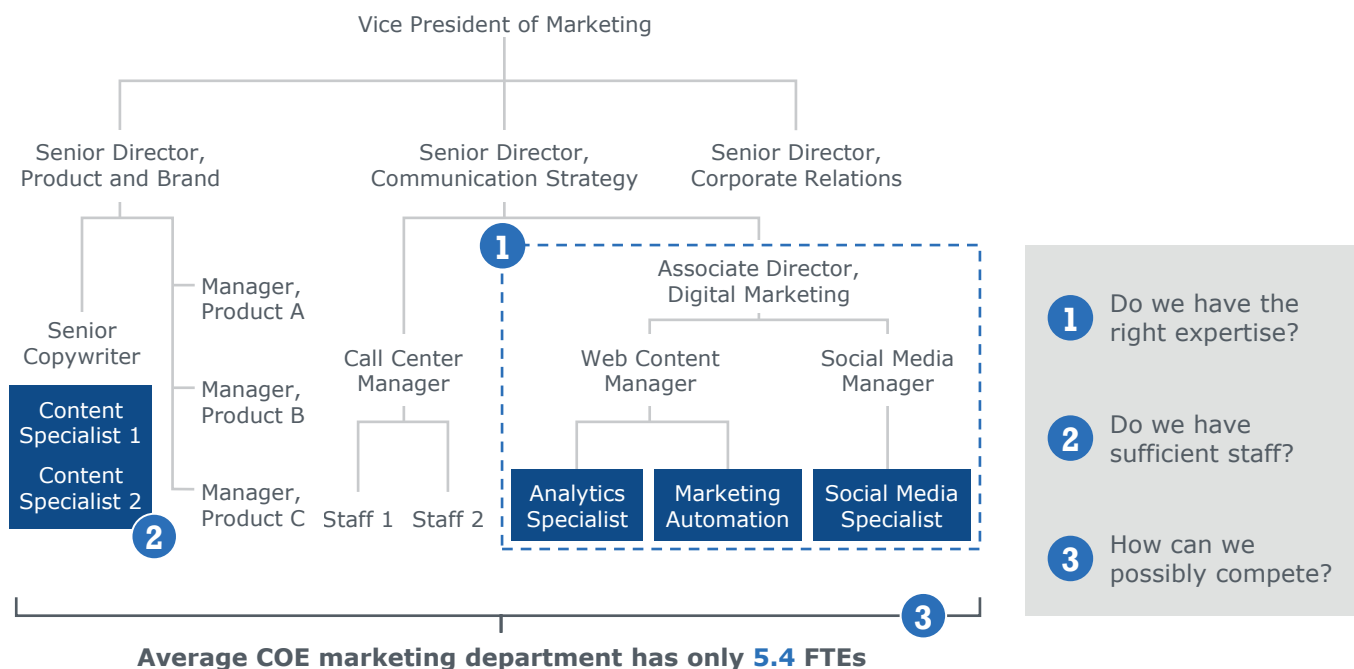 Vice President of Marketing
Senior Director,
Product and Brand
Senior Director,
Communication Strategy
Senior Director,
Corporate Relations
1
Associate Director,
Digital Marketing
Manager,
Product A
Senior
Copywriter
Call Center
Manager
Web Content
Manager
Social Media
Manager
Manager,
Product B
Content
Specialist 1
Content
Specialist 2
2
Manager,
Product C
Staff 1
Staff 2
Analytics
Specialist
Marketing
Automation
Social Media
Specialist
3
Average COE marketing department has only 5.4 FTEs
1
Do we have the
right expertise?
2
Do we have
sufficient staff?
3
How can we
possibly compete?